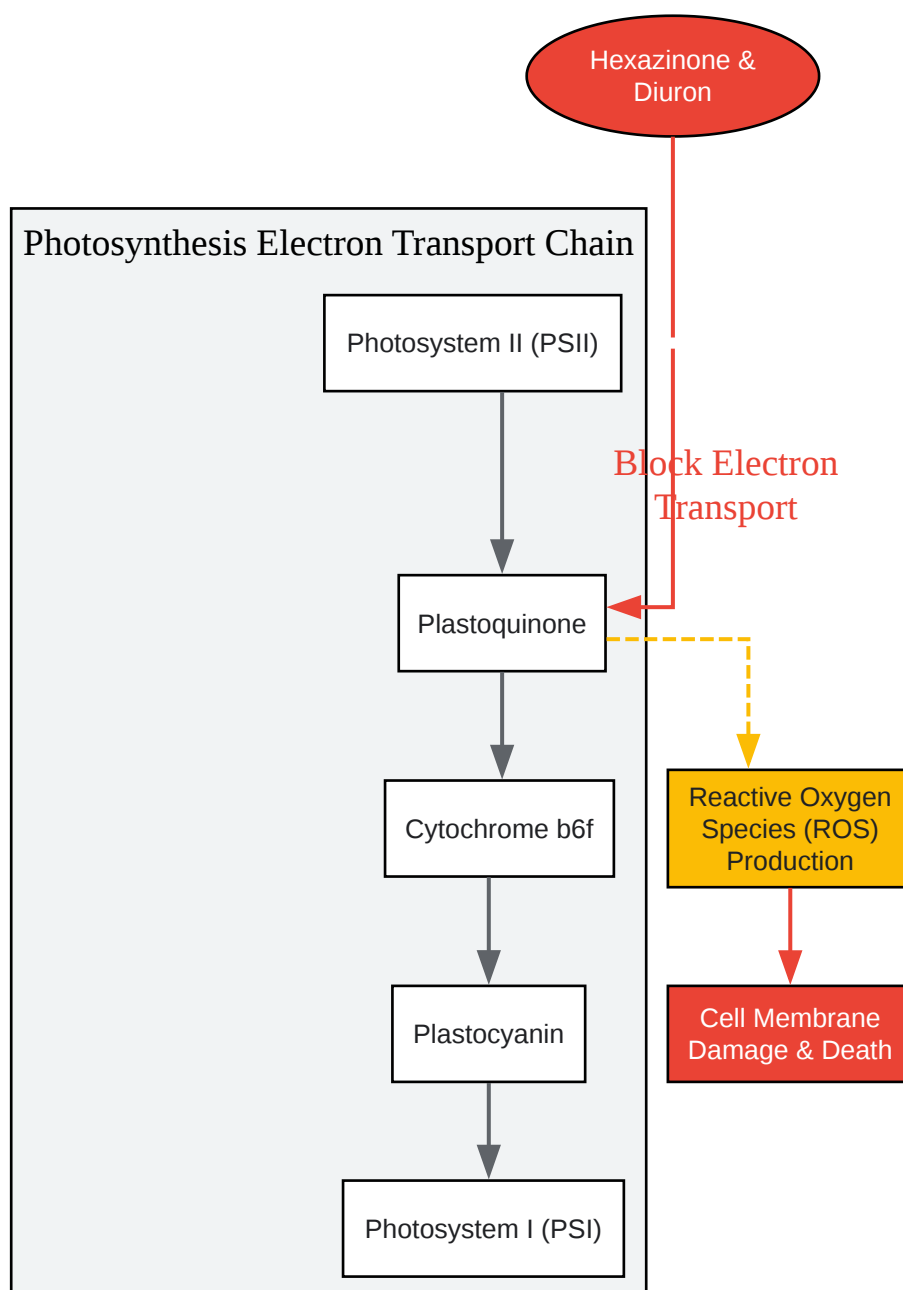 Hexazinone &
Diuron
Photosynthesis Electron Transport Chain
Photosystem II (PSII)
Block Electron
Transport
Plastoquinone
Cytochrome b6f
Reactive Oxygen
Species (ROS)
Production
Plastocyanin
Cell Membrane
Damage & Death
Photosystem I (PSI)